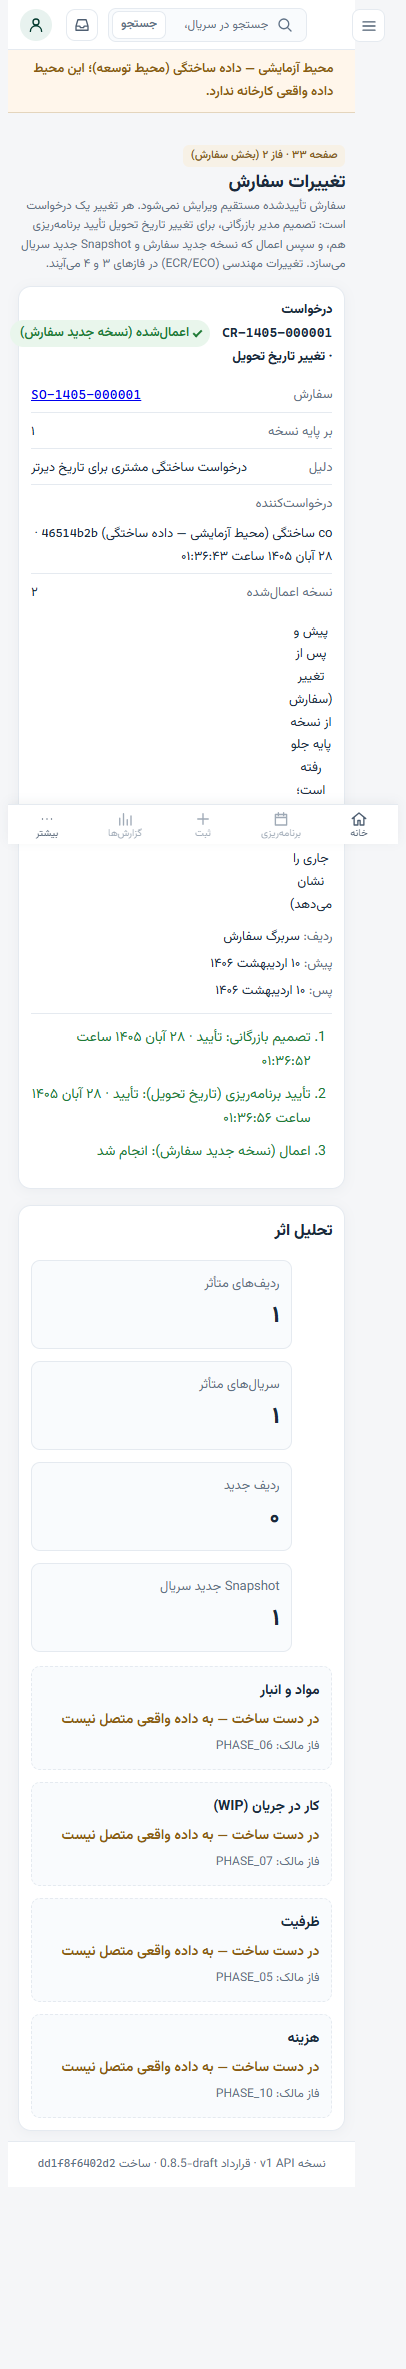 جستجو در سریال،
جستجو
محیط آزمایشی — داده ساختگی (محیط توسعه)؛ این محیط
داده واقعی کارخانه ندارد.
صفحه ۳۳ · فاز ۲ (بخش سفارش)
تغییرات سفارش
سفارش تأییدشده مستقیم ویرایش نمی‌شود. هر تغییر یک درخواست
است: تصمیم مدیر بازرگانی، برای تغییر تاریخ تحویل تأیید برنامه‌ریزی
هم، و سپس اعمال که نسخه جدید سفارش و Snapshot جدید سریال
می‌سازد. تغییرات مهندسی (ECR/ECO) در فازهای ۳ و ۴ می‌آیند.
درخواست
CR-1405-000001
· تغییر تاریخ تحویل
اعمال‌شده (نسخه جدید سفارش)
سفارش
SO-1405-000001
بر پایه نسخه
۱
دلیل
درخواست ساختگی مشتری برای تاریخ دیرتر
درخواست‌کننده
co ساختگی (محیط آزمایشی — داده ساختگی) 46514b2b ·
۲۸ آبان ۱۴۰۵ ساعت ۰۱:۳۶:۴۳
نسخه اعمال‌شده
۲
پیش و
پس از
تغییر
(سفارش
از نسخه
پایه جلو
رفته
است؛
خانه
برنامه‌ریزی
ثبت
گزارش‌ها
بیشتر
جاری را
نشان
می‌دهد)
ردیف: سربرگ سفارش
پیش: ۱۰ اردیبهشت ۱۴۰۶
پس: ۱۰ اردیبهشت ۱۴۰۶
1. تصمیم بازرگانی: تأیید · ۲۸ آبان ۱۴۰۵ ساعت
۰۱:۳۶:۵۲
2. تأیید برنامه‌ریزی (تاریخ تحویل): تأیید · ۲۸ آبان ۱۴۰۵
ساعت ۰۱:۳۶:۵۶
3. اعمال (نسخه جدید سفارش): انجام شد
تحلیل اثر
ردیف‌های متأثر
۱
سریال‌های متأثر
۱
ردیف جدید
۰
Snapshot جدید سریال
۱
مواد و انبار
در دست ساخت — به داده واقعی متصل نیست
فاز مالک: PHASE_06
کار در جریان (WIP)
در دست ساخت — به داده واقعی متصل نیست
فاز مالک: PHASE_07
ظرفیت
در دست ساخت — به داده واقعی متصل نیست
فاز مالک: PHASE_05
هزینه
در دست ساخت — به داده واقعی متصل نیست
فاز مالک: PHASE_10
نسخه v1 API · قرارداد 0.8.5-draft · ساخت dd1f8f6402d2